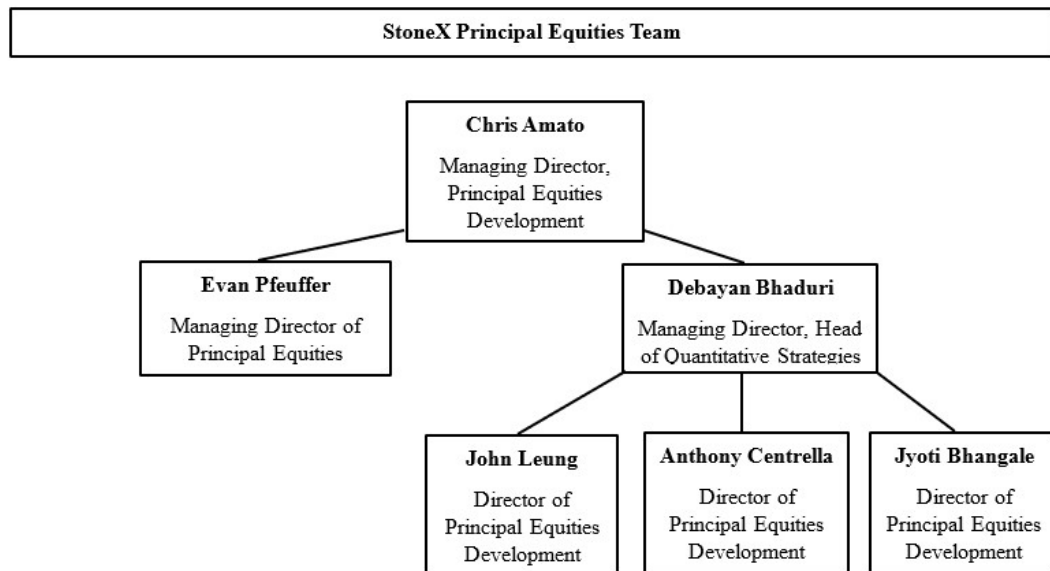 StoneX Principal Equities Team
Chris Amato
Managing Director,
Principal Equities
Development
Evan Pfeuffer
Managing Director of
Principal Equities
Debayan Bhaduri
Managing Director, Head
of Quantitative Strategies
John Leung
Director of
Principal Equities
Development
Anthony Centrella
Director of
Principal Equities
Development
Jyoti Bhangale
Director of
Principal Equities
Development